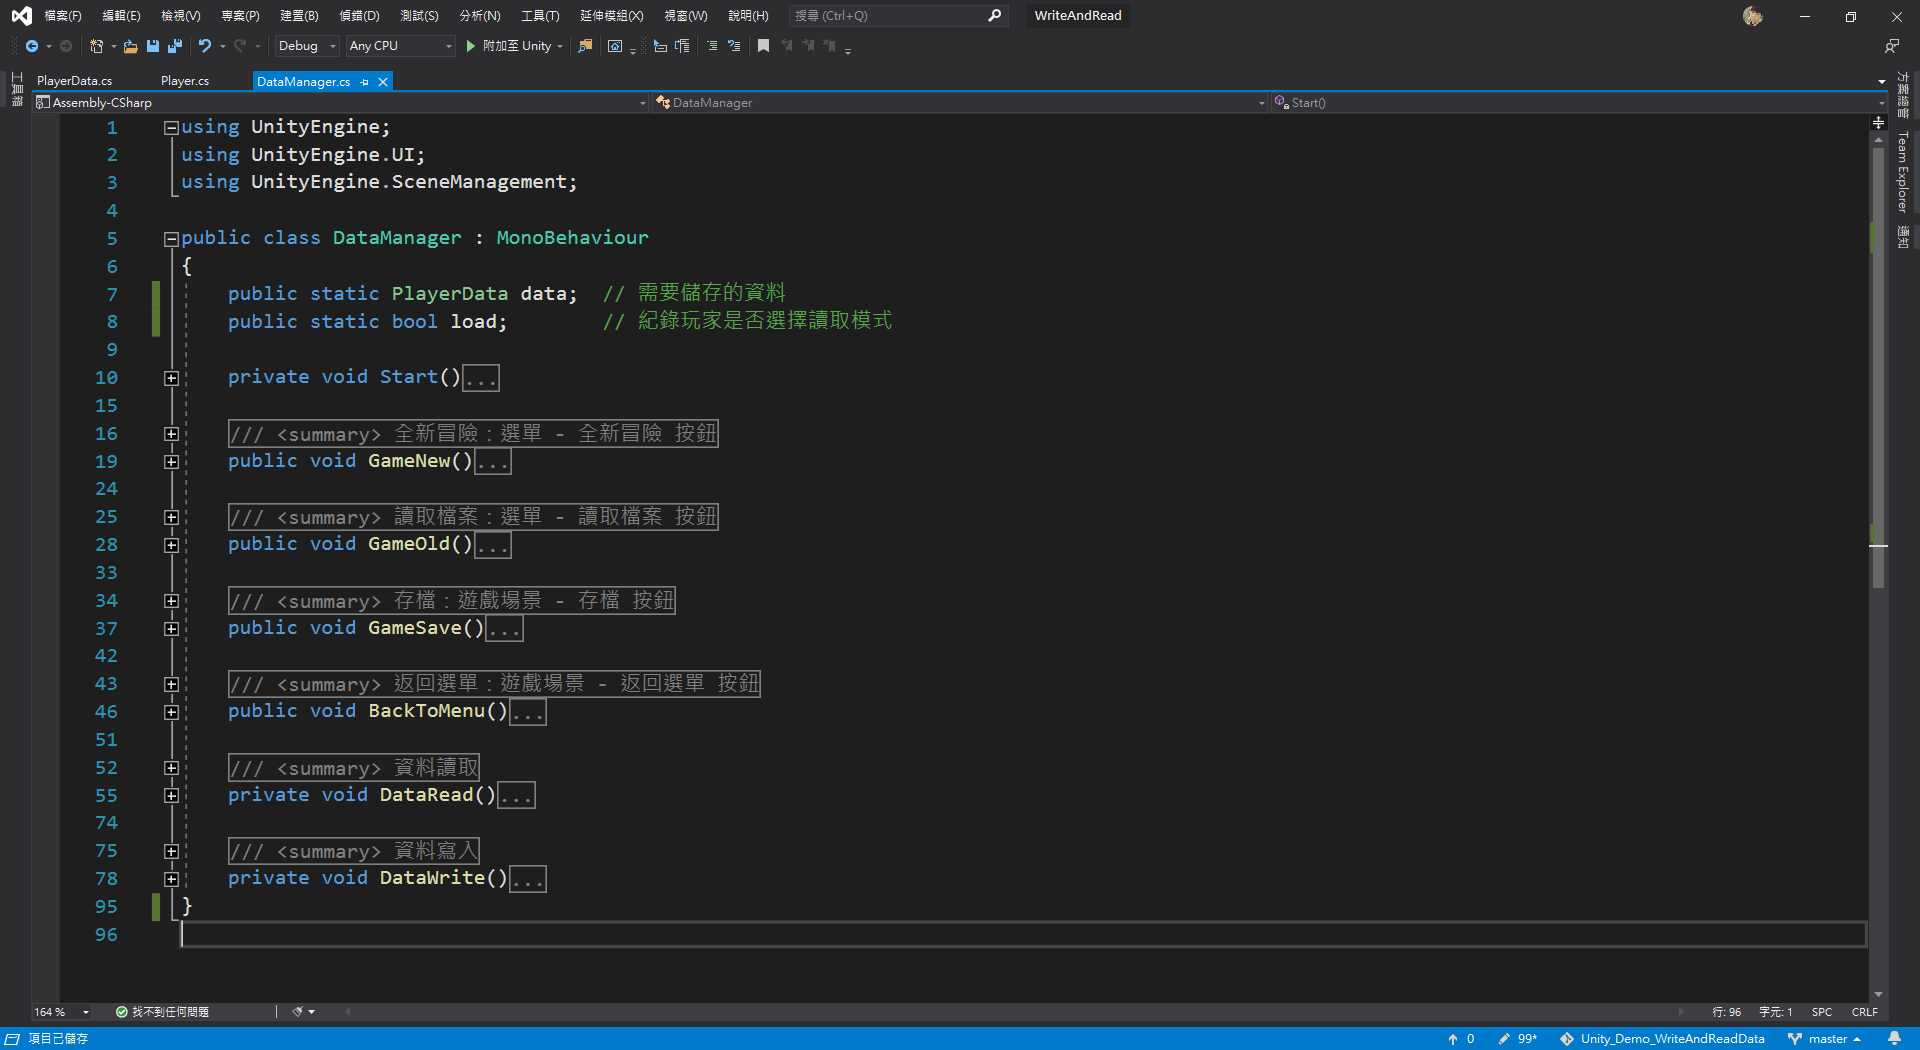 檔案(F) 編輯(E) 檢視(V) 專案(P) 建置(B) 偵錯(D) 測試(S) 分析(N) 工具(T) 延伸模組(X) 視窗(W) 說明(H) 搜尋 (Ctrl+Q) WriteAndRead
Debug Any CPU 附加至 Unity
PlayerData.cs Player.cs DataManager.cs
Assembly-CSharp DataManager Start()
工具箱
方案總管
Team Explorer
通知
1 using UnityEngine;
2 using UnityEngine.UI;
3 using UnityEngine.SceneManagement;
4
5 public class DataManager : MonoBehaviour
6 {
7 public static PlayerData data; // 需要儲存的資料
8 public static bool load; // 紀錄玩家是否選擇讀取模式
9
10 private void Start()...
15
16 /// <summary> 全新冒險：選單 - 全新冒險 按鈕
19 public void GameNew()...
24
25 /// <summary> 讀取檔案：選單 - 讀取檔案 按鈕
28 public void GameOld()...
33
34 /// <summary> 存檔：遊戲場景 - 存檔 按鈕
37 public void GameSave()...
42
43 /// <summary> 返回選單：遊戲場景 - 返回選單 按鈕
46 public void BackToMenu()...
51
52 /// <summary> 資料讀取
55 private void DataRead()...
74
75 /// <summary> 資料寫入
78 private void DataWrite()...
95 }
96
164 % 找不到任何問題 行: 96 字元: 1 SPC CRLF
項目已儲存 0 99* Unity_Demo_WriteAndReadData master